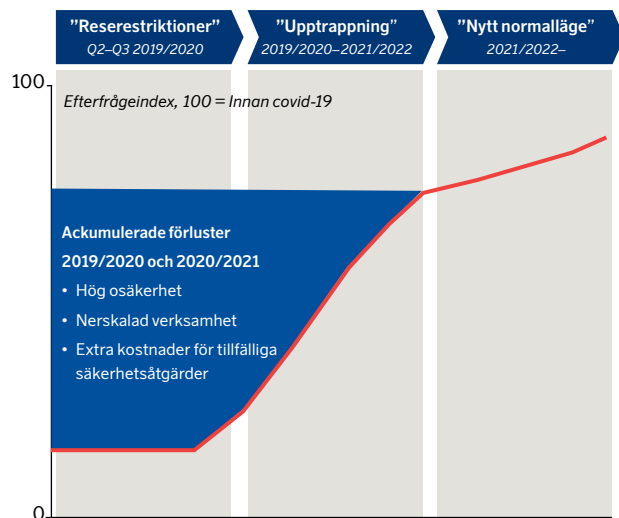 "Reserestriktioner"
Q2–Q3 2019/2020
"Upptrappning"
2019/2020–2021/2022
"Nytt normalläge"
2021/2022–
100
Efterfrågeindex, 100 = Innan covid-19
Ackumulerade förluster
2019/2020 och 2020/2021
• Hög osäkerhet
• Nerskalad verksamhet
• Extra kostnader för tillfälliga
säkerhetsåtgärder
0